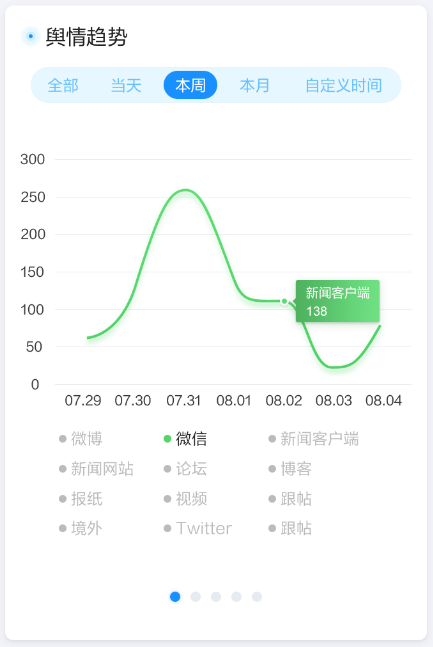 舆情趋势
全部 当天 本周 本月 自定义时间
300
250
200
150
新闻客户端
138
100
50
0
07.29 07.30 07.31 08.01 08.02 08.03 08.04
微博 微信 新闻客户端
新闻网站 论坛 博客
报纸 视频 跟帖
境外 Twitter 跟帖